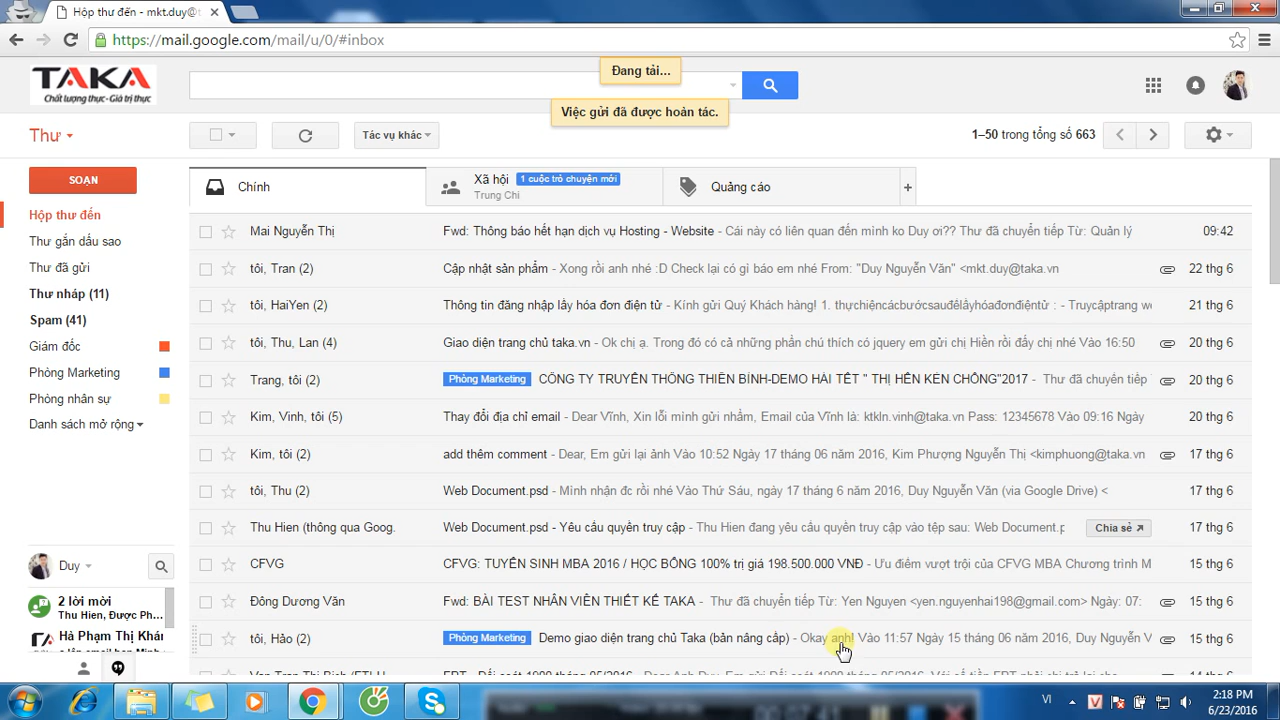 Hộp thư đến - mkt.duy@t
https://mail.google.com/mail/u/0/#inbox
Đang tải...
TAKA
Chất lượng thực - Giá trị thực
Việc gửi đã được hoàn tác.
Thư
Tác vụ khác
1–50 trong tổng số 663
SOẠN
Chính
Xã hội 1 cuộc trò chuyện mới
Trung Chi
Quảng cáo
+
Hộp thư đến
Thư gắn dấu sao
Thư đã gửi
Thư nháp (11)
Spam (41)
Giám đốc
Phòng Marketing
Phòng nhân sự
Danh sách mở rộng
Mai Nguyễn Thị Fwd: Thông báo hết hạn dịch vụ Hosting - Website - Cái này có liên quan đến mình ko Duy ơi?? Thư đã chuyển tiếp Từ: Quản lý 09:42
tôi, Tran (2) Cập nhật sản phẩm - Xong rồi anh nhé :D Check lại có gì báo em nhé From: "Duy Nguyễn Văn" <mkt.duy@taka.vn 22 thg 6
tôi, HaiYen (2) Thông tin đăng nhập lấy hóa đơn điện tử - Kính gửi Quý Khách hàng! 1. thựchiệncácbướcsauđểlấyhóađơnđiệntử : - Truycậptrang we 21 thg 6
tôi, Thu, Lan (4) Giao diện trang chủ taka.vn - Ok chị ạ. Trong đó có cả những phần chú thích có jquery em gửi chị Hiền rồi đấy chị nhé Vào 16:50 20 thg 6
Trang, tôi (2) Phòng Marketing CÔNG TY TRUYỀN THÔNG THIÊN BÌNH-DEMO HÀI TẾT " THỊ HẾN KÉN CHỒNG"2017 - Thư đã chuyển tiếp 20 thg 6
Kim, Vinh, tôi (5) Thay đổi địa chỉ email - Dear Vĩnh, Xin lỗi mình gửi nhầm, Email của Vĩnh là: ktkln.vinh@taka.vn Pass: 12345678 Vào 09:16 Ngày 20 thg 6
Kim, tôi (2) add thêm comment - Dear, Em gửi lại ảnh Vào 10:52 Ngày 17 tháng 06 năm 2016, Kim Phượng Nguyễn Thị <kimphuong@taka.vn 17 thg 6
tôi, Thu (2) Web Document.psd - Mình nhận đc rồi nhé Vào Thứ Sáu, ngày 17 tháng 6 năm 2016, Duy Nguyễn Văn (via Google Drive) < 17 thg 6
Thu Hien (thông qua Goog. Web Document.psd - Yêu cầu quyền truy cập - Thu Hien đang yêu cầu quyền truy cập vào tệp sau: Web Document.p Chia sẻ 17 thg 6
CFVG CFVG: TUYỂN SINH MBA 2016 / HỌC BỔNG 100% trị giá 198.500.000 VNĐ - Ưu điểm vượt trội của CFVG MBA Chương trình M 15 thg 6
Đông Dương Văn Fwd: BÀI TEST NHÂN VIÊN THIẾT KẾ TAKA - Thư đã chuyển tiếp Từ: Yen Nguyen <yen.nguyenhai198@gmail.com> Ngày: 07: 15 thg 6
tôi, Hảo (2) Phòng Marketing Demo giao diện trang chủ Taka (bản nâng cấp) - Okay anh! Vào 11:57 Ngày 15 tháng 06 năm 2016, Duy Nguyễn V 15 thg 6
Duy
2 lời mời
Thu Hien, Được Ph...
Hà Phạm Thị Khán
VI
2:18 PM
6/23/2016